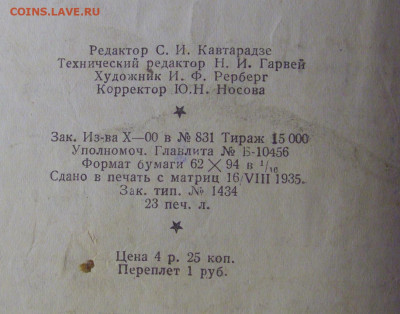 COINS.LAVE.RU
Редактор С. И. Кавтарадзе
Технический редактор Н. И. Гарвей
Художник И. Ф. Рерберг
Корректор Ю.Н. Носова
Зак. Из-ва Х—00 в № 831 Тираж 15 000
Уполномоч. Главлита № Б-10456
Формат бумаги 62 × 94 в 1/16
Сдано в печать с матриц 16/VIII 1935.
Зак. тип. № 1434
23 печ. л.
Цена 4 р. 25 коп.
Переплет 1 руб.